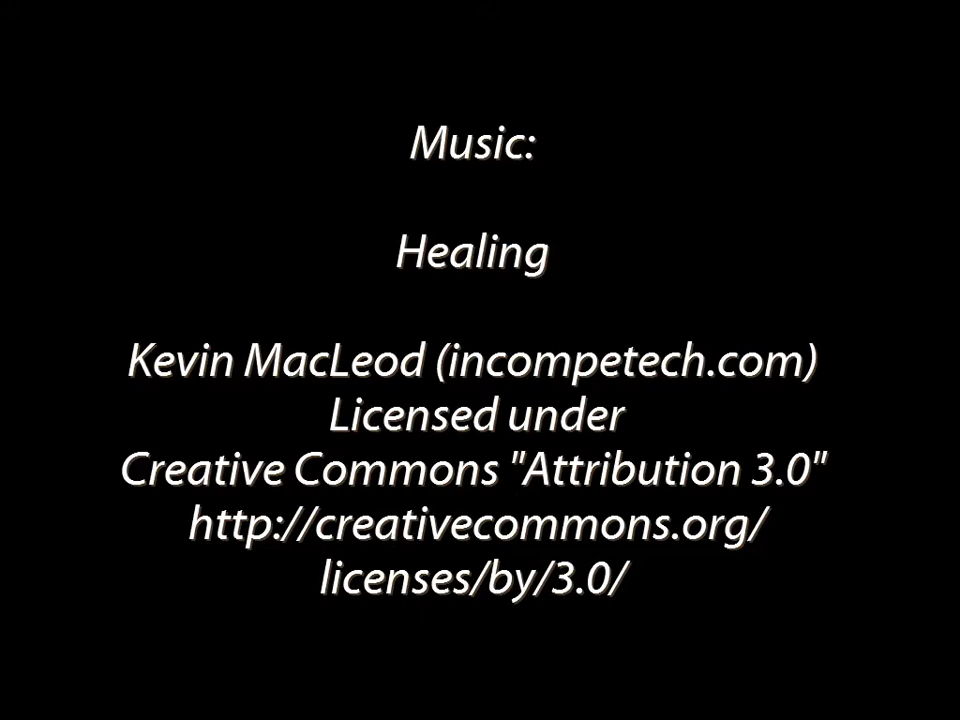 Music:
Healing
Kevin MacLeod (incompetech.com)
Licensed under
Creative Commons "Attribution 3.0"
http://creativecommons.org/
licenses/by/3.0/